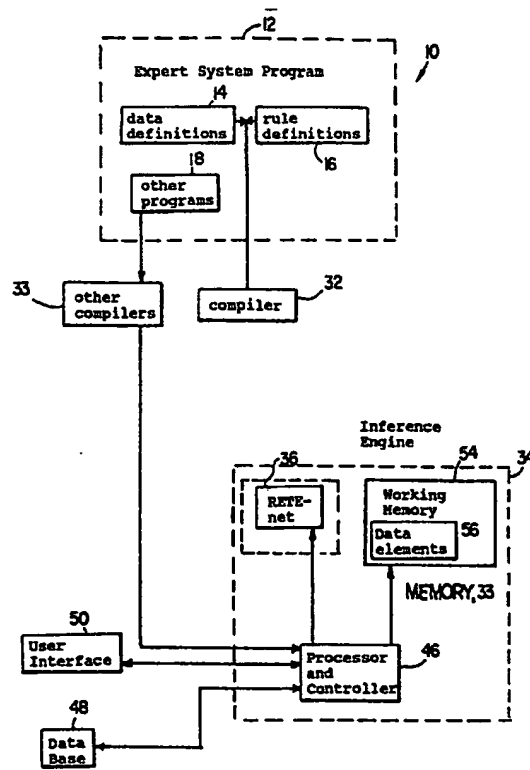 12
Expert System Program
10
14
data
definitions
rule
definitions
16
18
other
programs
33
other
compilers
compiler
32
Inference
Engine
34
36
RETE-
net
54
Working
Memory
Data
elements
56
MEMORY, 33
50
User
Interface
Processor
and
Controller
46
48
Data
Base